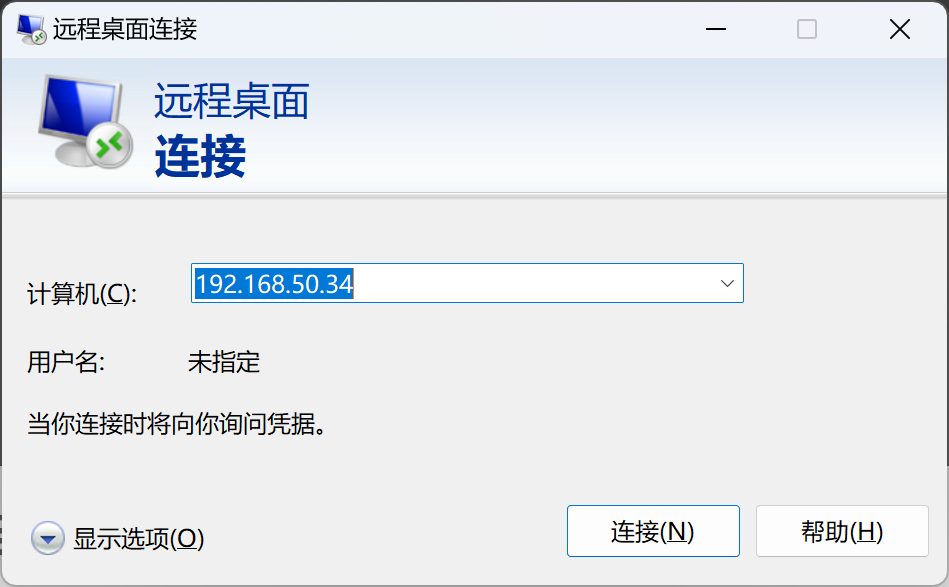 远程桌面连接
远程桌面
连接
计算机(C): 192.168.50.34
用户名: 未指定
当你连接时将向你询问凭据。
显示选项(O) 连接(N) 帮助(H)